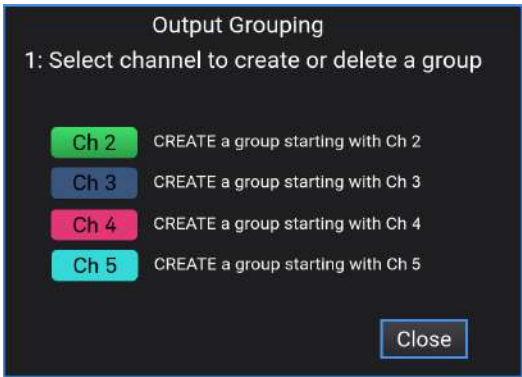 Output Grouping
1: Select channel to create or delete a group
Ch 2 CREATE a group starting with Ch 2
Ch 3 CREATE a group starting with Ch 3
Ch 4 CREATE a group starting with Ch 4
Ch 5 CREATE a group starting with Ch 5
Close